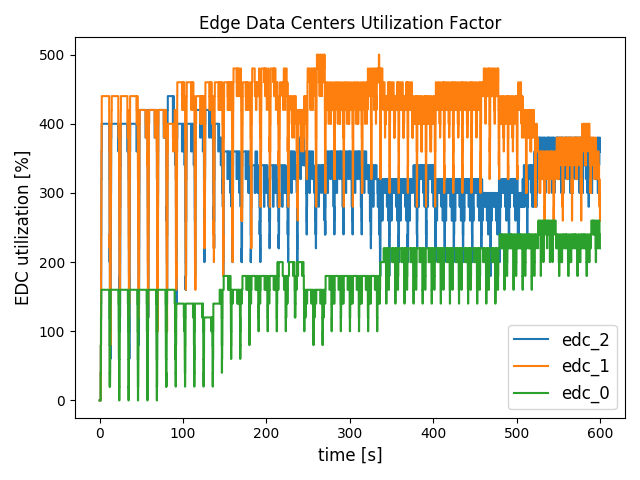 Edge Data Centers Utilization Factor
EDC utilization [%]
500
400
300
200
100
0
edc_2
edc_1
edc_0
0 100 200 300 400 500 600
time [s]